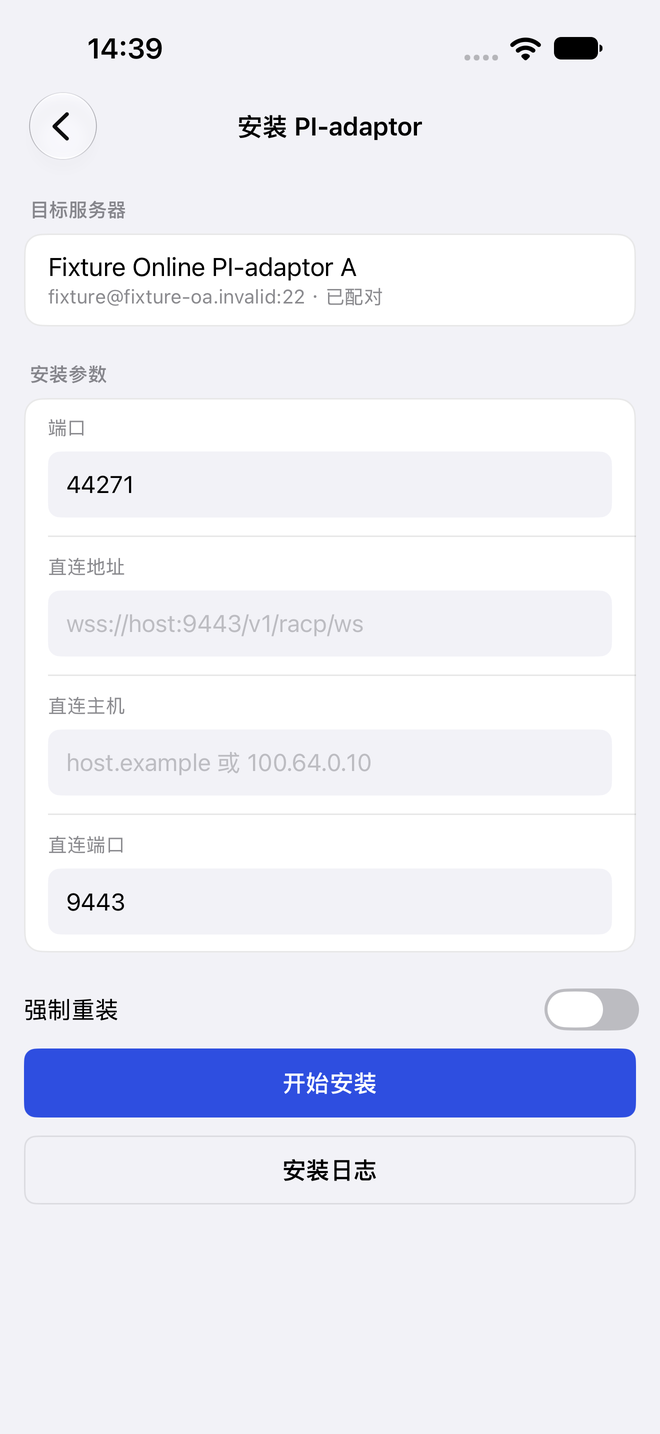 14:39
安装 PI-adaptor
目标服务器
Fixture Online PI-adaptor A
fixture@fixture-oa.invalid:22 · 已配对
安装参数
端口
44271
直连地址
wss://host:9443/v1/racp/ws
直连主机
host.example 或 100.64.0.10
直连端口
9443
强制重装
开始安装
安装日志